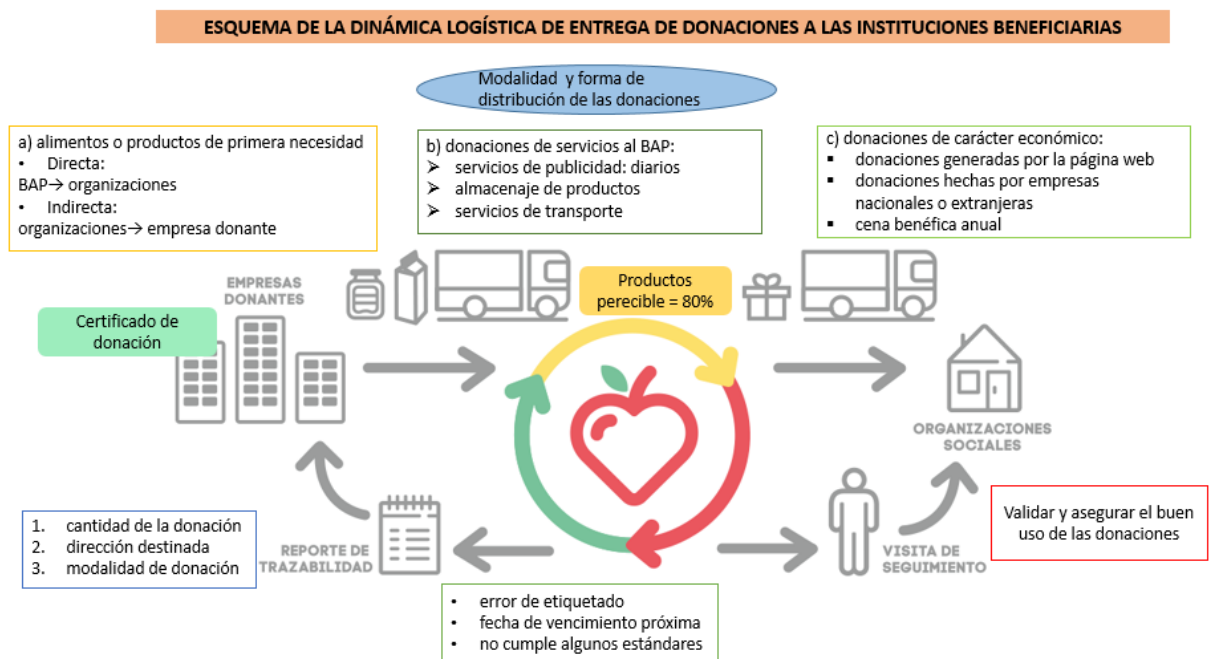 ESQUEMA DE LA DINÁMICA LOGÍSTICA DE ENTREGA DE DONACIONES A LAS INSTITUCIONES BENEFICIARIAS
Modalidad y forma de
distribución de las donaciones
a) alimentos o productos de primera necesidad
• Directa:
BAP→ organizaciones
• Indirecta:
organizaciones→ empresa donante
b) donaciones de servicios al BAP:
➢ servicios de publicidad: diarios
➢ almacenaje de productos
➢ servicios de transporte
c) donaciones de carácter económico:
▪ donaciones generadas por la página web
▪ donaciones hechas por empresas
nacionales o extranjeras
▪ cena benéfica anual
EMPRESAS
DONANTES
Certificado de
donación
Productos
perecible = 80%
ORGANIZACIONES
SOCIALES
1. cantidad de la donación
2. dirección destinada
3. modalidad de donación
REPORTE DE
TRAZABILIDAD
VISITA DE
SEGUIMIENTO
Validar y asegurar el buen
uso de las donaciones
• error de etiquetado
• fecha de vencimiento próxima
• no cumple algunos estándares